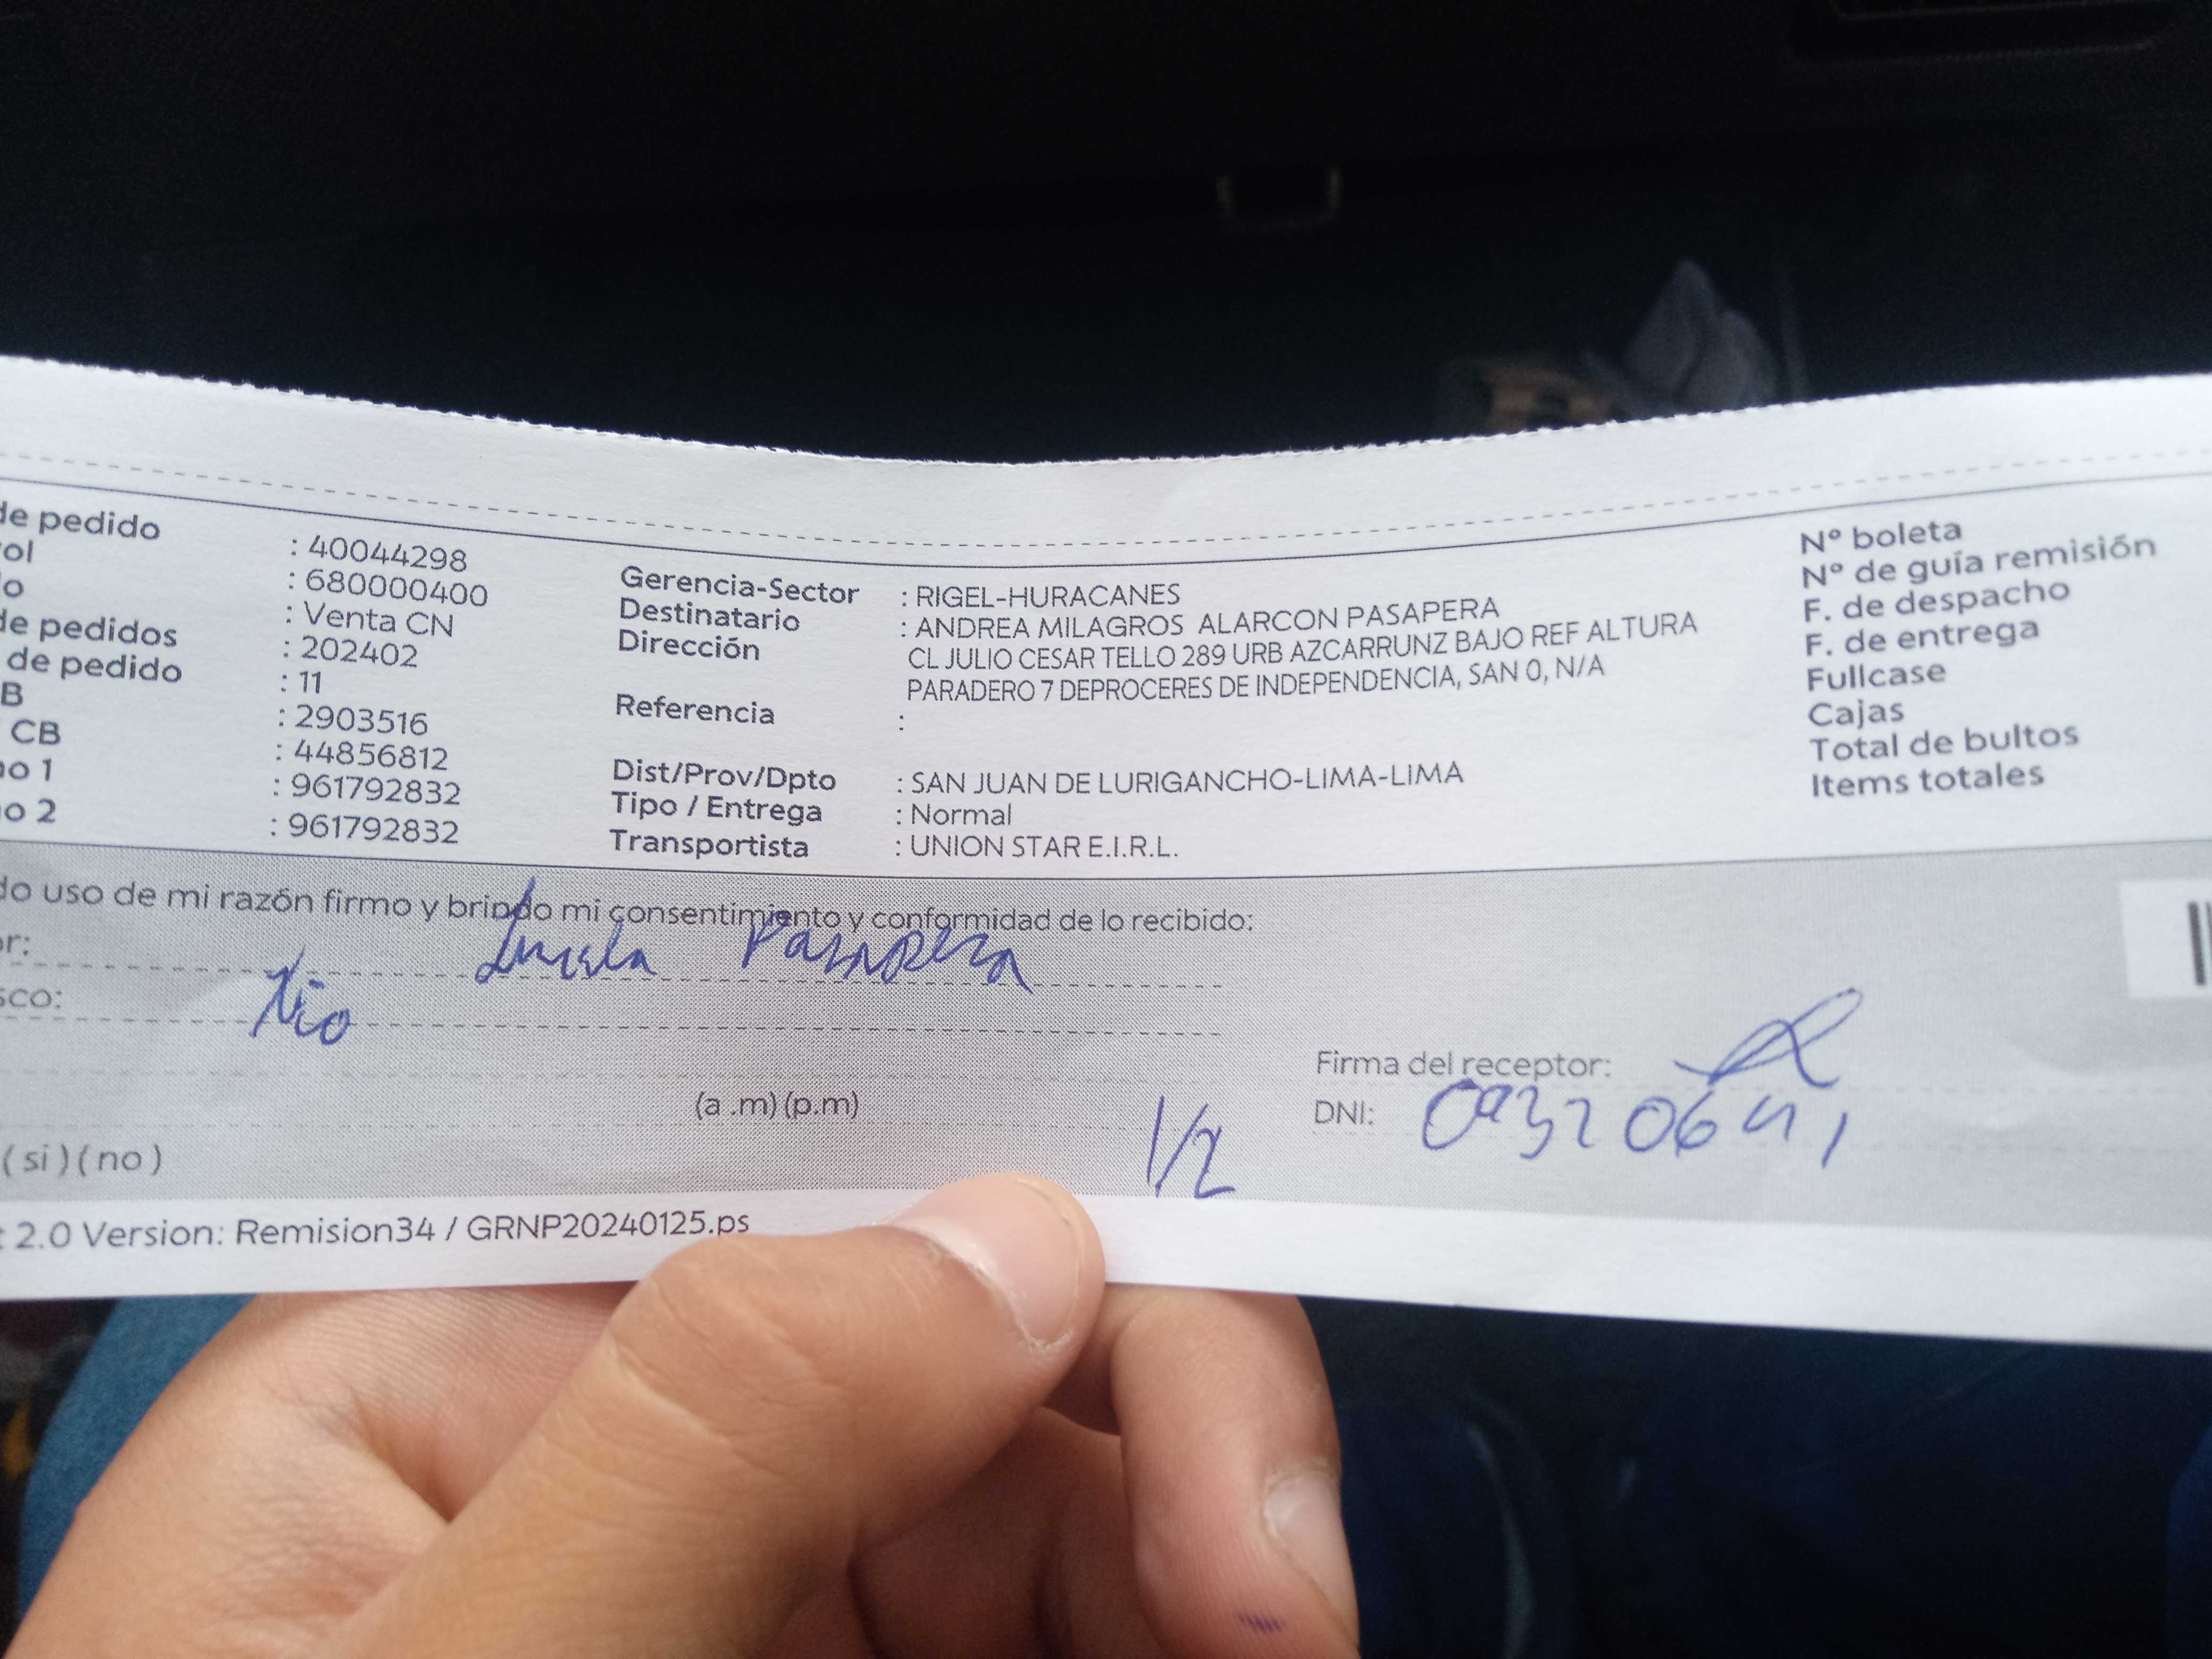 de pedido : 40044298
ol : 680000400
o : Venta CN
de pedidos : 202402
de pedido : 11
B : 2903516
CB : 44856812
no 1 : 961792832
no 2 : 961792832
Gerencia-Sector : RIGEL-HURACANES
Destinatario : ANDREA MILAGROS ALARCON PASAPERA
Dirección : CL JULIO CESAR TELLO 289 URB AZCARRUNZ BAJO REF ALTURA
PARADERO 7 DEPROCERES DE INDEPENDENCIA, SAN 0, N/A
Referencia :
Dist/Prov/Dpto : SAN JUAN DE LURIGANCHO-LIMA-LIMA
Tipo / Entrega : Normal
Transportista : UNION STAR E.I.R.L.
Nº boleta
Nº de guía remisión
F. de despacho
F. de entrega
Fullcase
Cajas
Total de bultos
Items totales
do uso de mi razón firmo y brindo mi consentimiento y conformidad de lo recibido:
or: Pasapera
sco: Tio
(a .m) (p.m)
( si ) ( no )
1/2
Firma del receptor:
DNI:
t 2.0 Version: Remision34 / GRNP20240125.ps